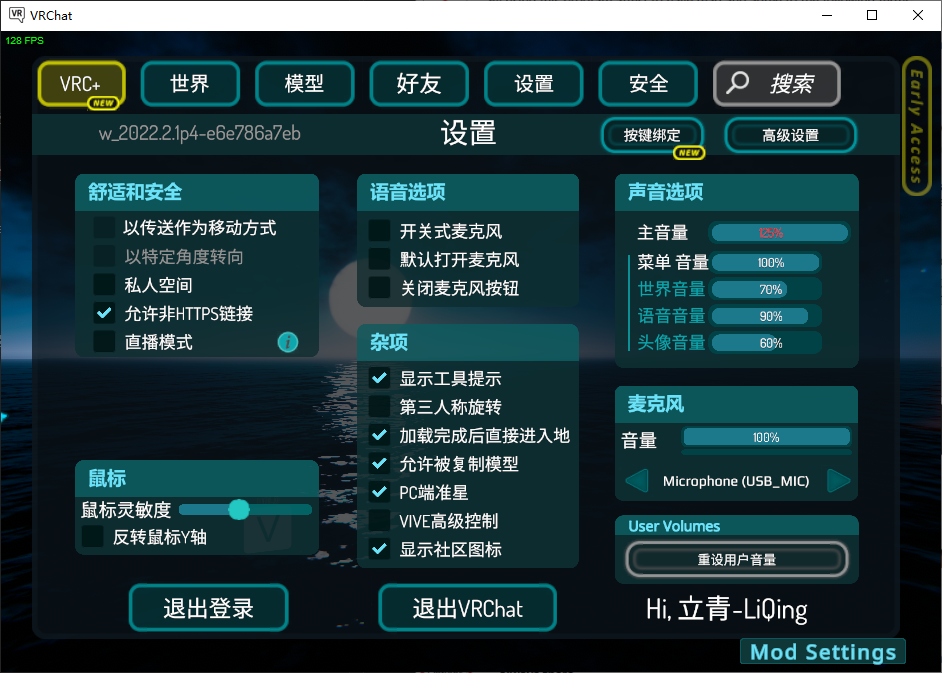 VRChat
128 FPS
VRC+
NEW
世界
模型
好友
设置
安全
搜索
Early Access
w_2022.2.1p4-e6e786a7eb
设置
按键绑定
NEW
高级设置
舒适和安全
以传送作为移动方式
以特定角度转向
私人空间
允许非HTTPS链接
直播模式
i
鼠标
鼠标灵敏度
反转鼠标Y轴
语音选项
开关式麦克风
默认打开麦克风
关闭麦克风按钮
杂项
显示工具提示
第三人称旋转
加载完成后直接进入地
允许被复制模型
PC端准星
VIVE高级控制
显示社区图标
声音选项
主音量 125%
菜单 音量 100%
世界音量 70%
语音音量 90%
头像音量 60%
麦克风
音量 100%
Microphone (USB_MIC)
User Volumes
重设用户音量
退出登录
退出VRChat
Hi, 立青-LiQing
Mod Settings